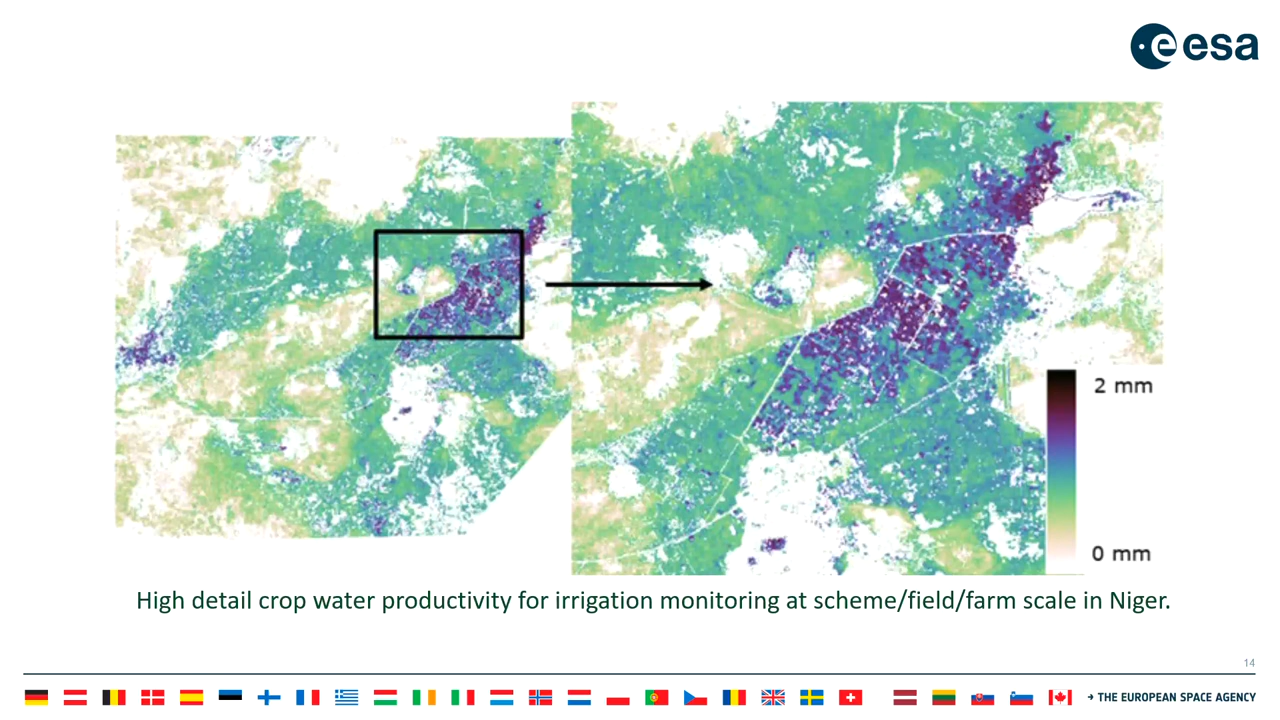 esa
2 mm
0 mm
High detail crop water productivity for irrigation monitoring at scheme/field/farm scale in Niger.
14
→ THE EUROPEAN SPACE AGENCY